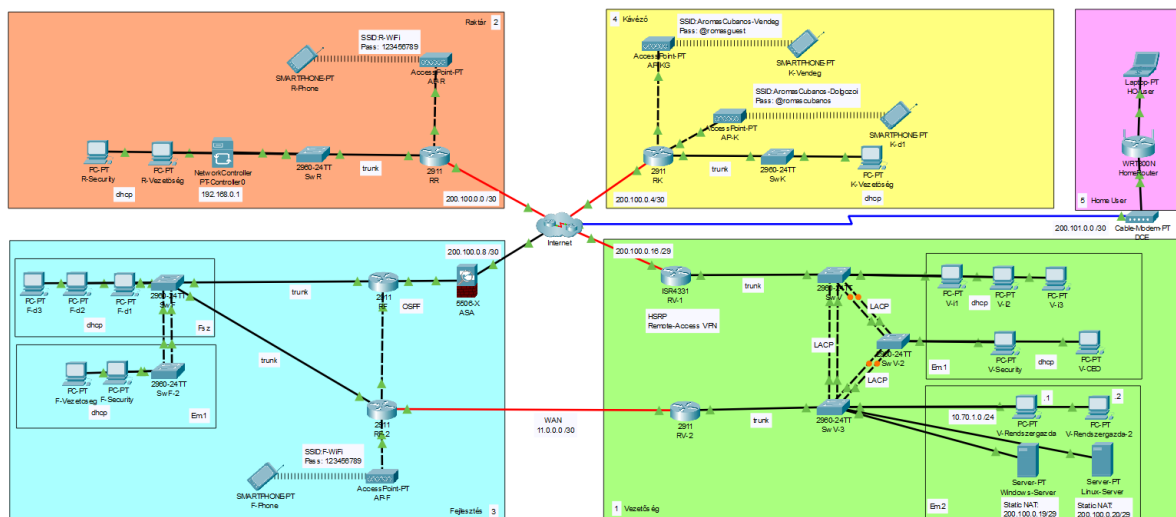 Raktár
2
SSID:R-WiFi
Pass: 123456789
SMARTPHONE-PT
R-Phone
AccessPoint-PT
AP-R
PC-PT
R-Security
dhcp
PC-PT
R-Vezetöség
NetworkController
PT-Controller0
192.168.0.1
2960-24TT
Sw R
trunk
2911
RR
200.100.0.0 /30
4
Kávézó
SSID:AromasCubanos-Vendeg
Pass: @romasguest
AccessPoint-PT
AP-KG
SMARTPHONE-PT
K-Vendeg
SSID:AromasCubanos-Dolgozoi
Pass: @romascubanos
AccessPoint-PT
AP-K
SMARTPHONE-PT
K-d1
2911
RK
trunk
2960-24TT
Sw K
PC-PT
K-Vezetöség
dhcp
200.100.0.4/30
Laptop-PT
WRT300N
HomeRouter
5
Home User
Cable-Modem-PT
DCE
200.101.0.0 /30
Internet
200.100.0.8 /30
200.100.0.16 /29
PC-PT
F-d3
PC-PT
F-d2
PC-PT
F-d1
dhcp
Fsz
2960-24TT
trunk
2911
OSPF
5506-X
ASA
trunk
PC-PT
F-Vezetoseg
PC-PT
F-Security
dhcp
2960-24TT
Sw F-2
Em1
2911
RF-2
WAN
11.0.0.0 /30
SSID:F-WiFi
Pass: 123456789
SMARTPHONE-PT
F-Phone
AccessPoint-PT
AP-F
Fejlesztés
3
ISR4331
RV-1
HSRP
Remote-Access VPN
trunk
2960-24TT
Sw V
LACP
LACP
LACP
2960-24TT
Sw V-2
PC-PT
V-i1
dhcp
PC-PT
V-i2
PC-PT
V-i3
PC-PT
V-Security
dhcp
PC-PT
V-CEO
Em1
2911
RV-2
trunk
2960-24TT
Sw V-3
10.70.1.0 /24
.1
PC-PT
V-Rendszergazda
.2
PC-PT
V-Rendszergazda-2
Server-PT
Windows-Server
Server-PT
Linux-Server
Static NAT:
200.100.0.19/29
Static NAT:
200.100.0.20/29
Em2
1
Vezetöség